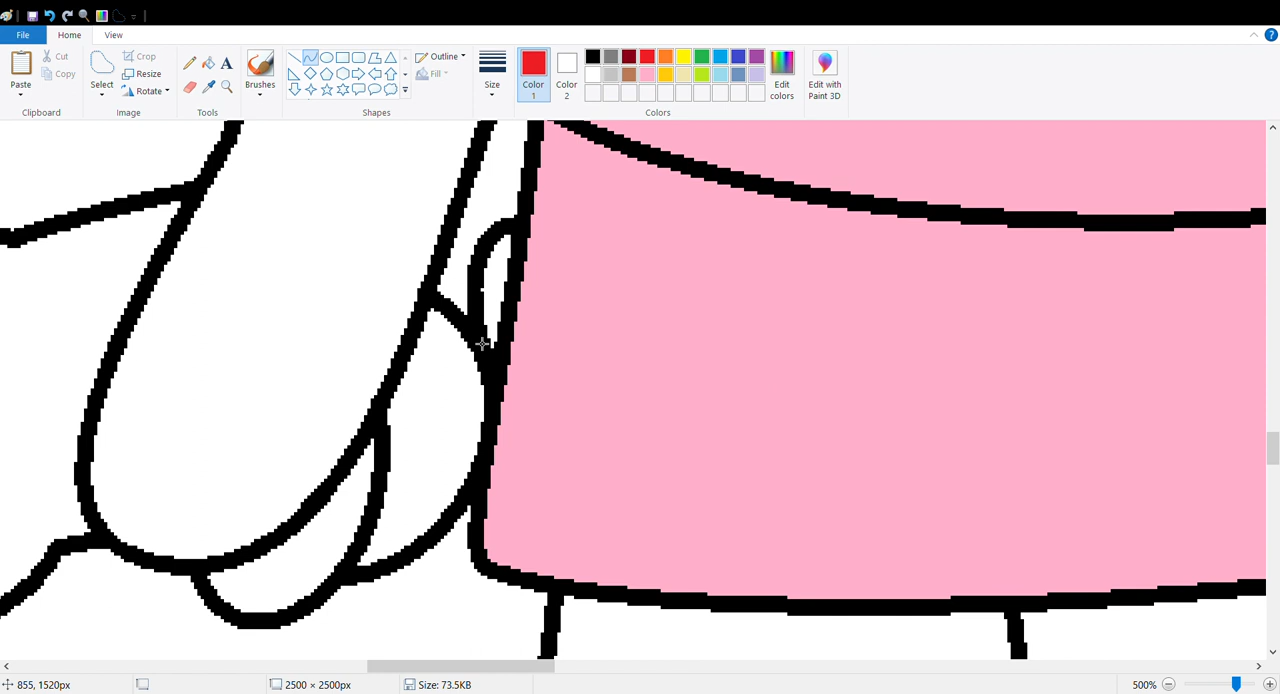 File
Home
View
Paste
Cut
Copy
Clipboard
Select
Crop
Resize
Rotate
Image
A
Tools
Brushes
Outline
Fill
Shapes
Size
Color 1
Color 2
Edit colors
Colors
Edit with Paint 3D
855, 1520px
2500 × 2500px
Size: 73.5KB
500%